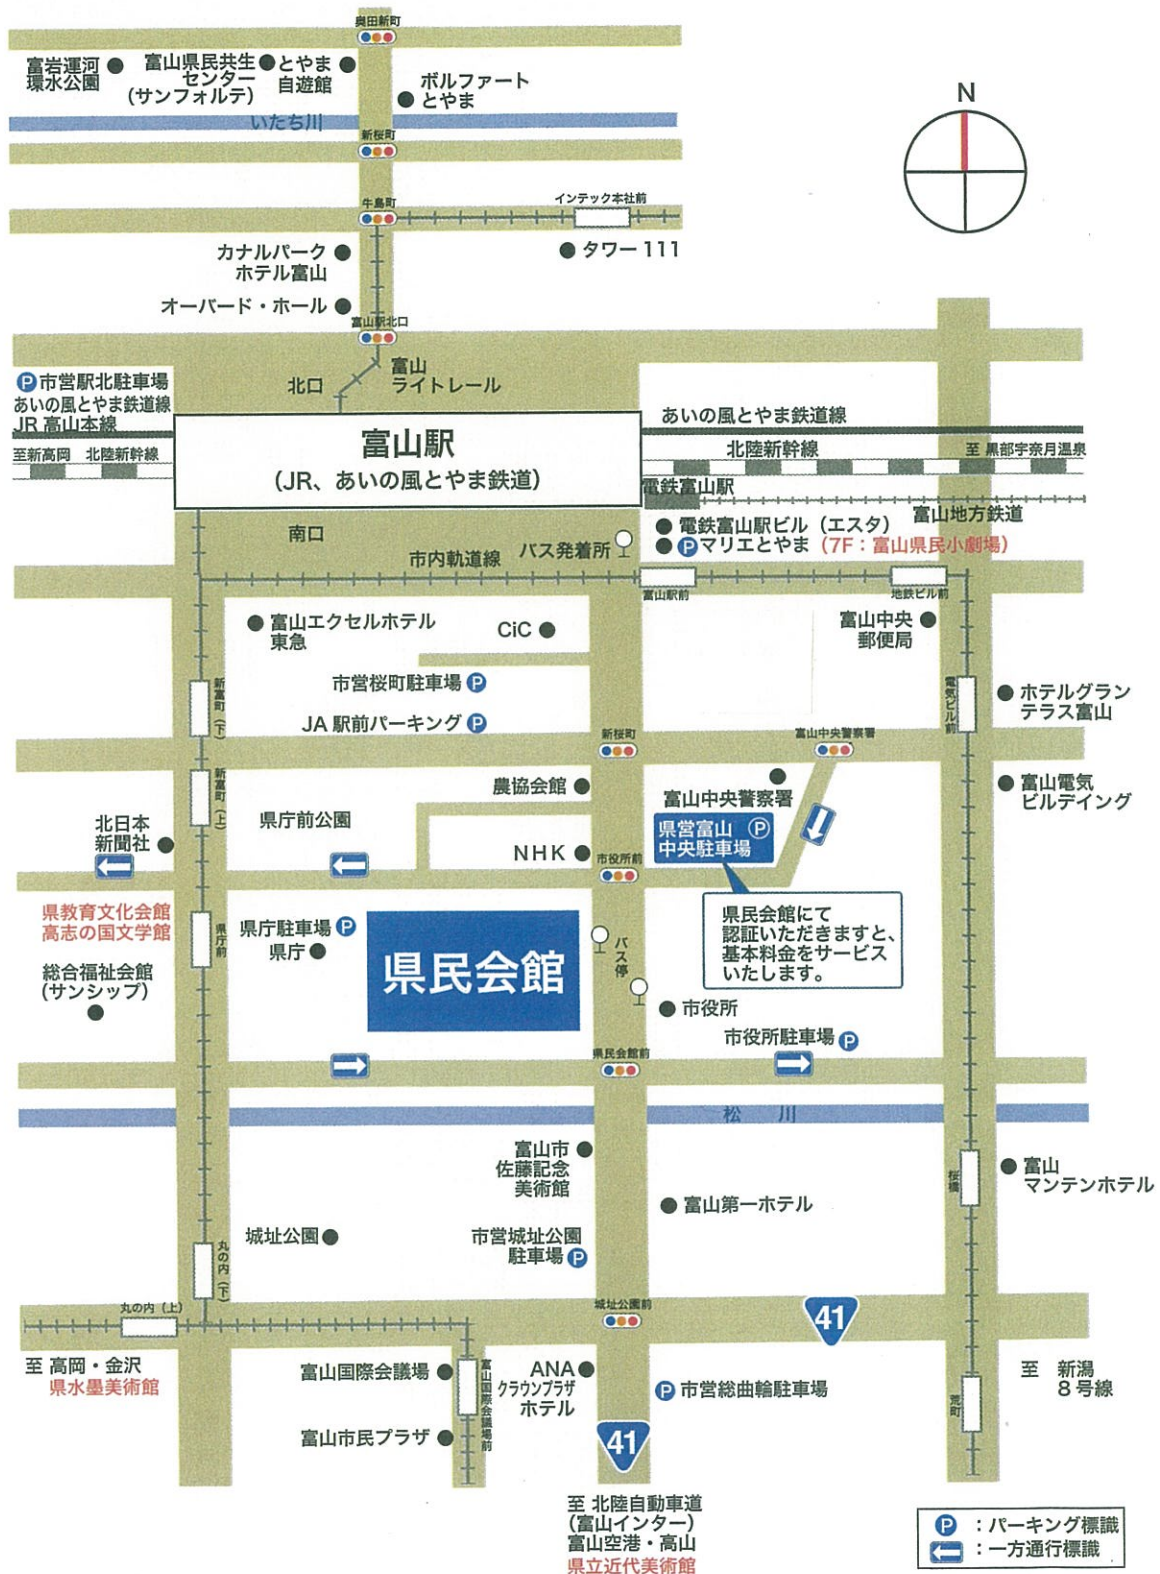 奥田新町
富岩運河
環水公園
富山県民共生
センター
(サンフォルテ)
とやま
自遊館
ボルファート
とやま
いたち川
新桜町
N
牛島町
インテック本社前
タワー111
カナルパーク
ホテル富山
オーバード・ホール
富山駅北口
北口
富山
ライトレール
P 市営駅北駐車場
あいの風とやま鉄道線
JR 高山本線
至新高岡 北陸新幹線
富山駅
(JR、あいの風とやま鉄道)
あいの風とやま鉄道線
北陸新幹線
至 黒部宇奈月温泉
電鉄富山駅
富山地方鉄道
電鉄富山駅ビル（エスタ）
P マリエとやま（7F：富山県民小劇場）
南口
市内軌道線
バス発着所
富山駅前
地鉄ビル前
富山エクセルホテル
東急
CiC
富山中央
郵便局
市営桜町駐車場 P
JA 駅前パーキング P
新富町（下）
電気ビル前
ホテルグラン
テラス富山
新桜町
富山中央警察署
新富町（上）
農協会館
富山中央警察署
富山電気
ビルデイング
北日本
新聞社
県庁前公園
NHK
市役所前
県営富山 P
中央駐車場
県教育文化会館
高志の国文学館
県庁前
県庁駐車場 P
県庁
県民会館
バス停
県民会館にて
認証いただきますと、
基本料金をサービス
いたします。
総合福祉会館
(サンシップ)
市役所
市役所駐車場 P
県民会館前
松 川
富山市
佐藤記念
美術館
桜橋
富山
マンテンホテル
富山第一ホテル
城址公園
市営城址公園
駐車場 P
丸の内（下）
丸の内（上）
城址公園前
41
至 高岡・金沢
県水墨美術館
富山国際会議場
富山国際会議場前
ANA
クラウンプラザ
ホテル
P 市営総曲輪駐車場
荒町
至 新潟
8号線
富山市民プラザ
41
至 北陸自動車道
(富山インター)
富山空港・高山
県立近代美術館
P ：パーキング標識
：一方通行標識